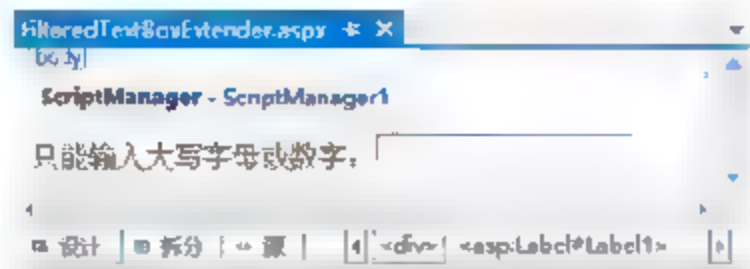 FilteredTextBoxExtender.aspx
body
ScriptManager - ScriptManager1
只能输入大写字母或数字：
设计 拆分 源 <div> <asp:Label#Label1>